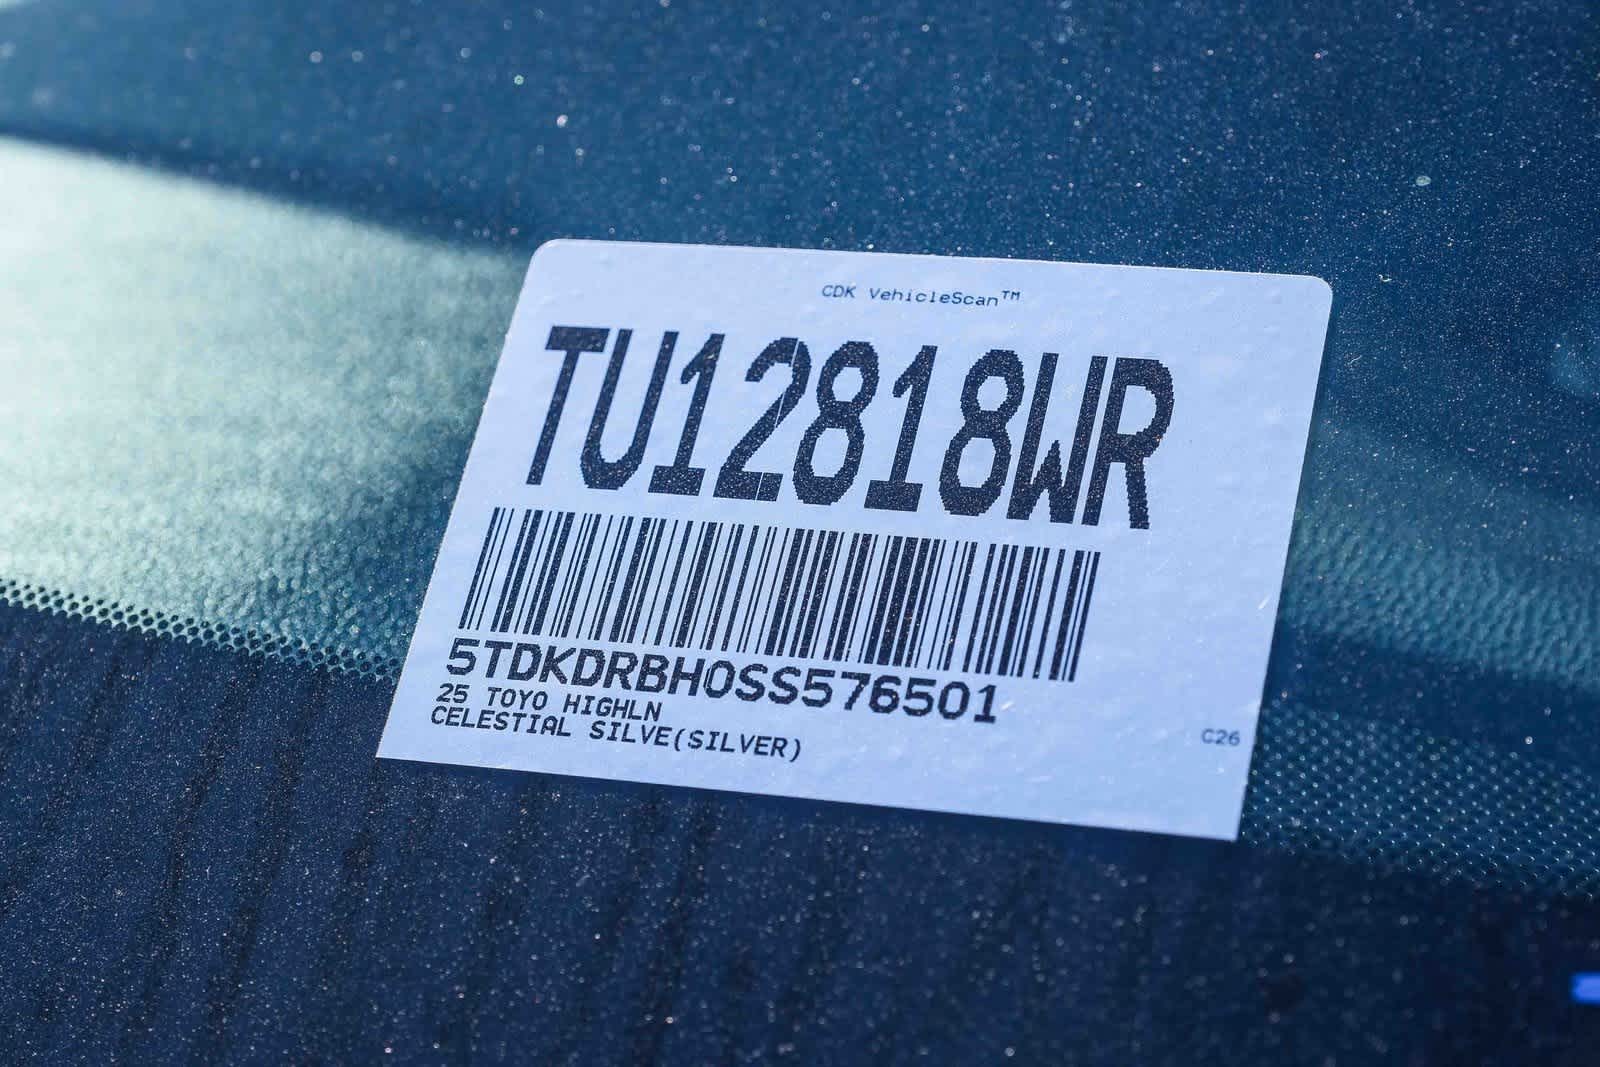 CDK VehicleScan™
TU12818WR
5TDKDRBH0SS576501
25 TOYO HIGHLN
CELESTIAL SILVE(SILVER)
C26